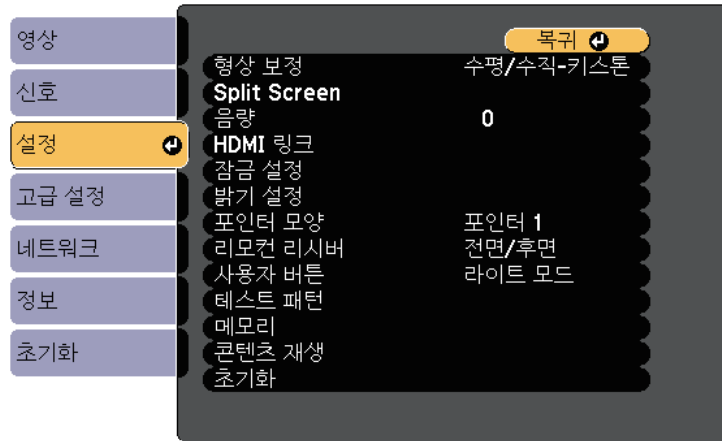 영상
신호
설정
고급 설정
네트워크
정보
초기화
복귀
형상 보정 수평/수직-키스톤
Split Screen
음량 0
HDMI 링크
잠금 설정
밝기 설정
포인터 모양 포인터 1
리모컨 리시버 전면/후면
사용자 버튼 라이트 모드
테스트 패턴
메모리
콘텐츠 재생
초기화